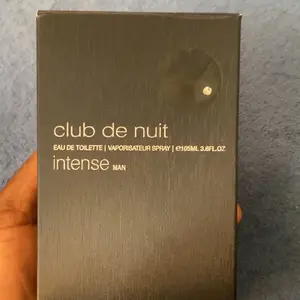 club de nuit
EAU DE TOILETTE | VAPORISATEUR SPRAY | ℮105ML 3.6FL.OZ
intense MAN